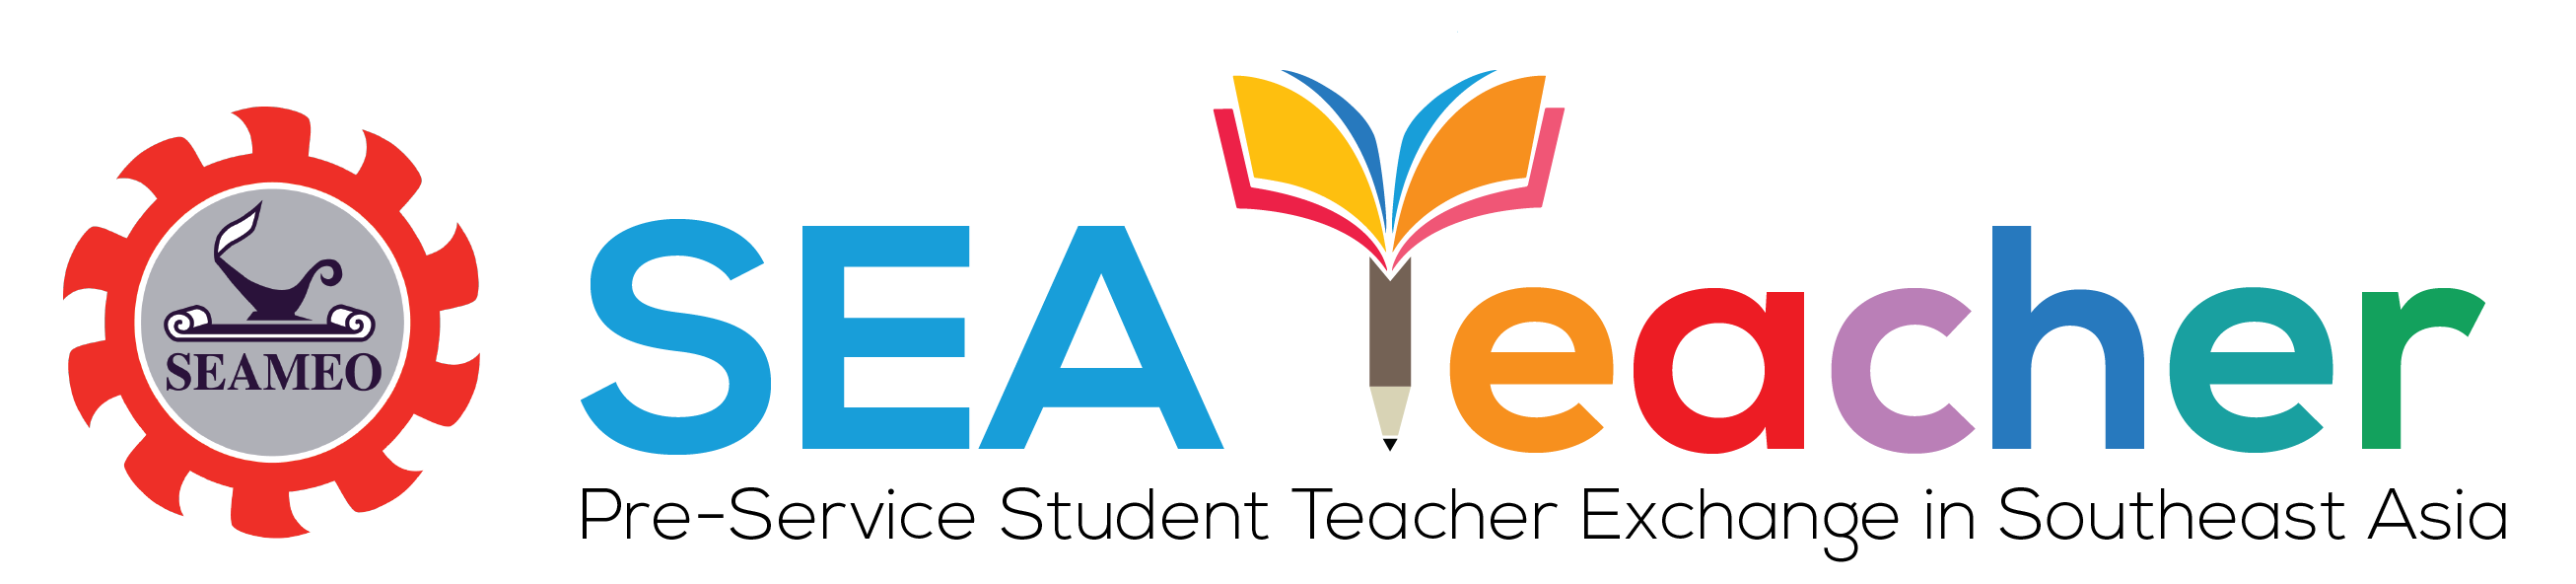 SEAMEO
SEA Teacher
Pre-Service Student Teacher Exchange in Southeast Asia